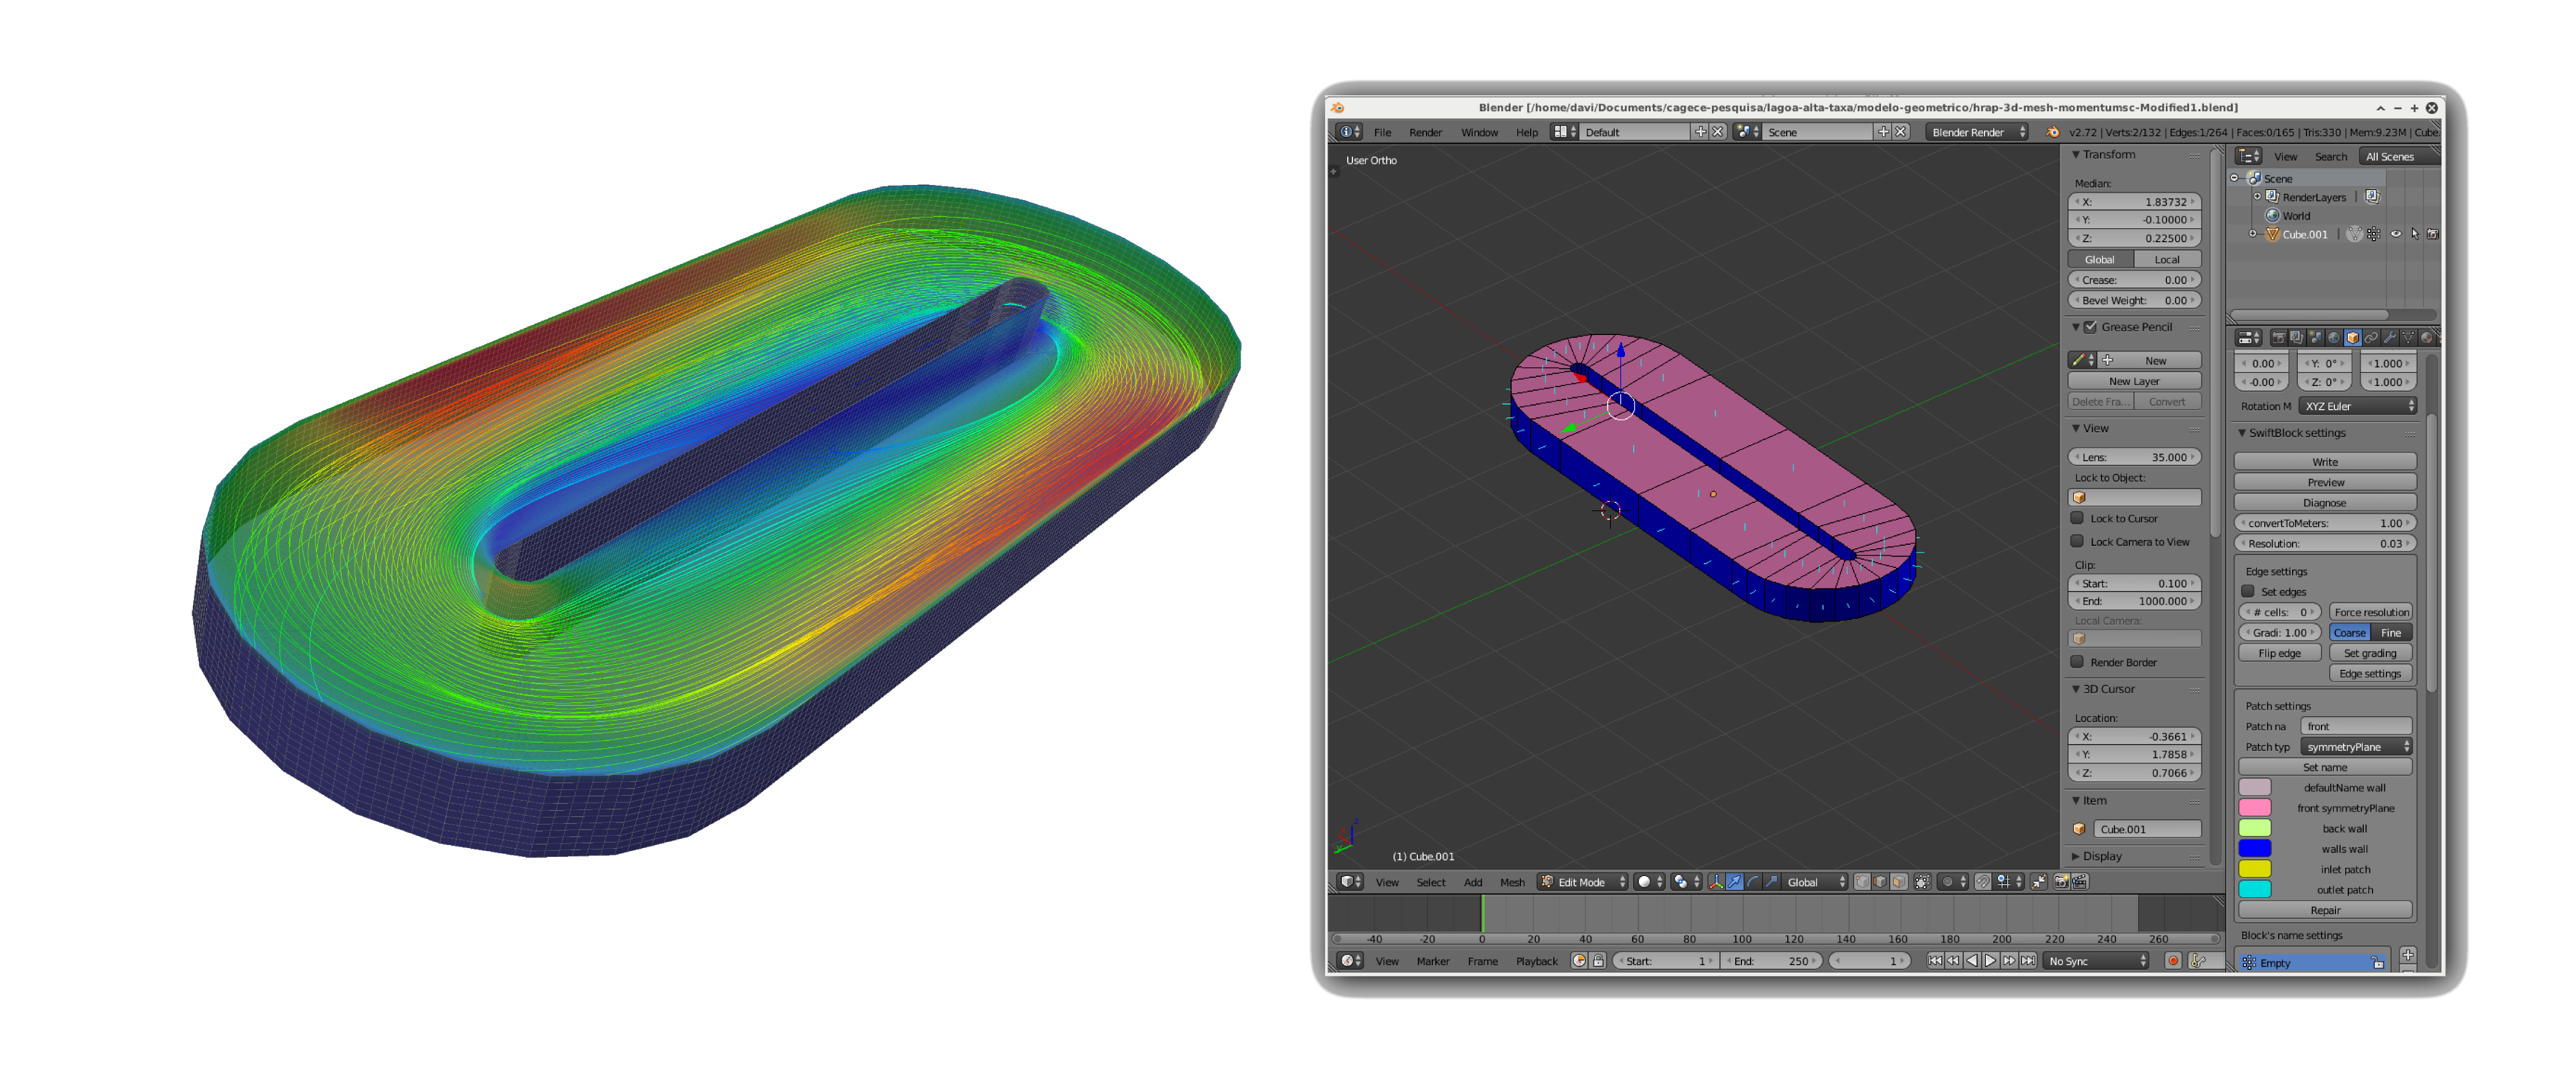 Blender [/home/davi/Documents/cagece-pesquisa/lagoa-alta-taxa/modelo-geometrico/hrap-3d-mesh-momentumsc-Modified1.blend]
File Render Window Help Default Scene Blender Render v2.72 | Verts:2/132 | Edges:1/264 | Faces:0/165 | Tris:330 | Mem:9.23M | Cube.
User Ortho
Transform
Median:
X: 1.83732
Y: -0.10000
Z: 0.22500
Global Local
Crease: 0.00
Bevel Weight: 0.00
Grease Pencil
New
New Layer
Delete Fra... Convert
View
Lens: 35.000
Lock to Object:
Lock to Cursor
Lock Camera to View
Clip:
Start: 0.100
End: 1000.000
Local Camera:
Render Border
3D Cursor
Location:
X: -0.3661
Y: 1.7858
Z: 0.7066
Item
Cube.001
Display
View Search All Scenes
Scene
RenderLayers |
World
Cube.001 |
0.00 Y: 0° 1.000
-0.00 Z: 0° 1.000
Rotation M XYZ Euler
SwiftBlock settings
Write
Preview
Diagnose
convertToMeters: 1.00
Resolution: 0.03
Edge settings
Set edges
# cells: 0 Force resolution
Gradi: 1.00 Coarse Fine
Flip edge Set grading
Edge settings
Patch settings
Patch na front
Patch typ symmetryPlane
Set name
defaultName wall
front symmetryPlane
back wall
walls wall
inlet patch
outlet patch
Repair
Block's name settings
Empty
(1) Cube.001
View Select Add Mesh Edit Mode Global
-40 -20 0 20 40 60 80 100 120 140 160 180 200 220 240 260
View Marker Frame Playback Start: 1 End: 250 1 No Sync